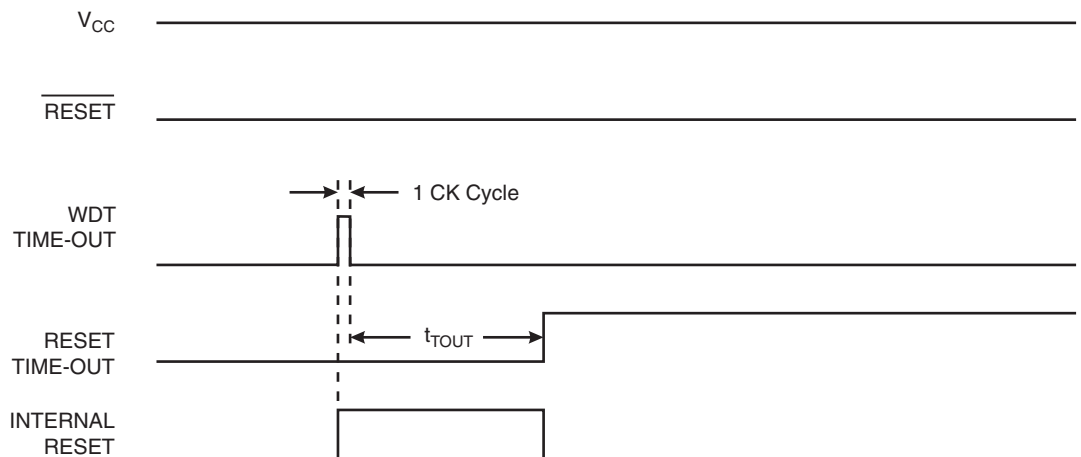 VCC
RESET
1 CK Cycle
WDT
TIME-OUT
RESET
TIME-OUT
tTOUT
INTERNAL
RESET